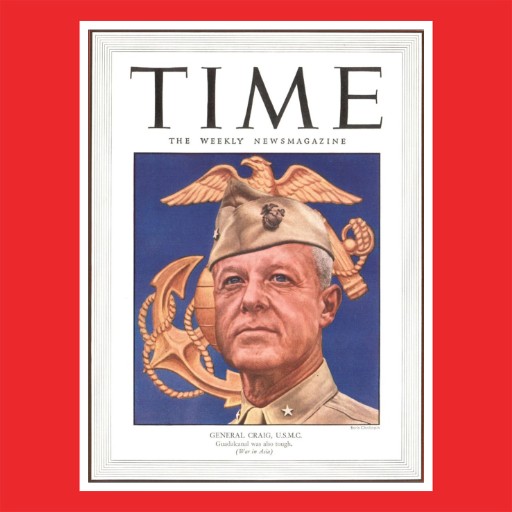 TIME
THE WEEKLY NEWSMAGAZINE
GENERAL CRAIG, U.S.M.C.
Guadalcanal was also tough.
(War in Asia)